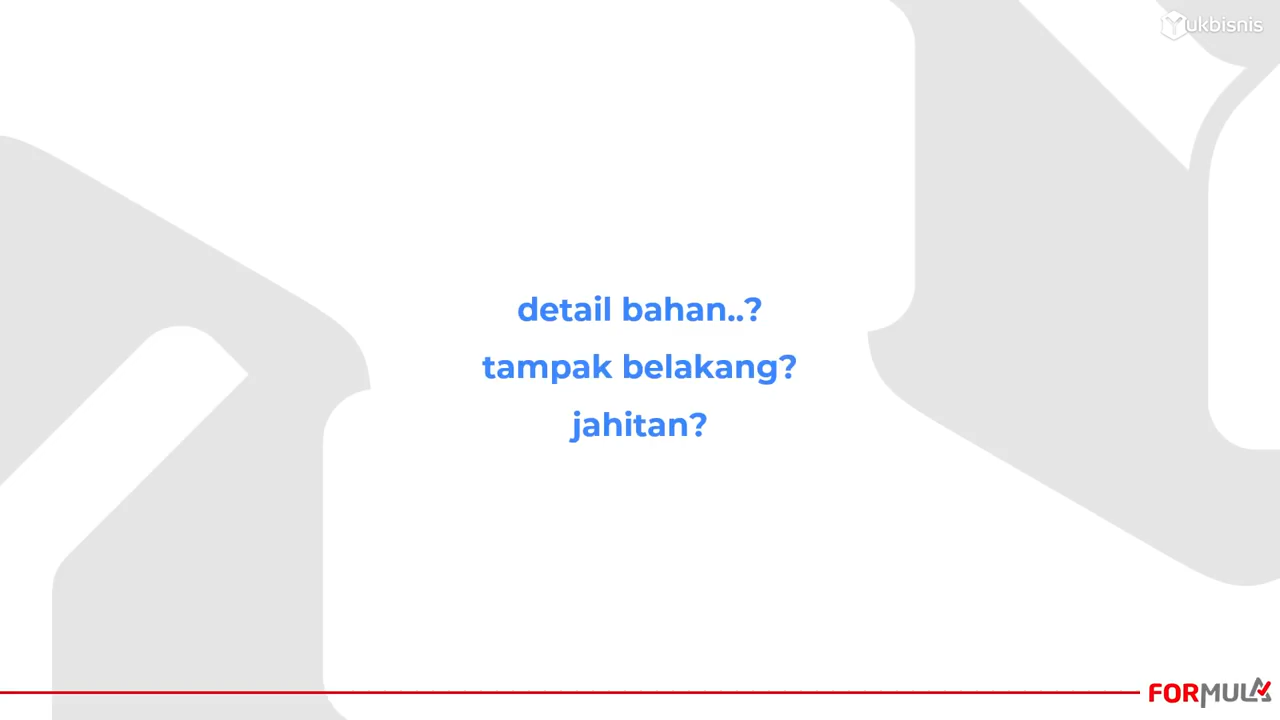 Yukbisnis
detail bahan..?
tampak belakang?
jahitan?
FORMULA